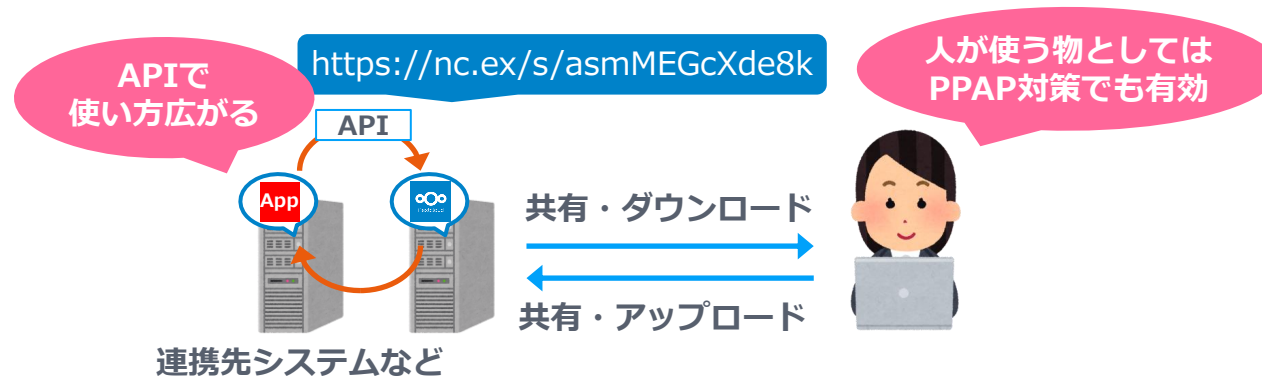 https://nc.ex/s/asmMEGcXde8k
APIで
使い方広がる
人が使う物としては
PPAP対策でも有効
API
App
共有・ダウンロード
共有・アップロード
連携先システムなど